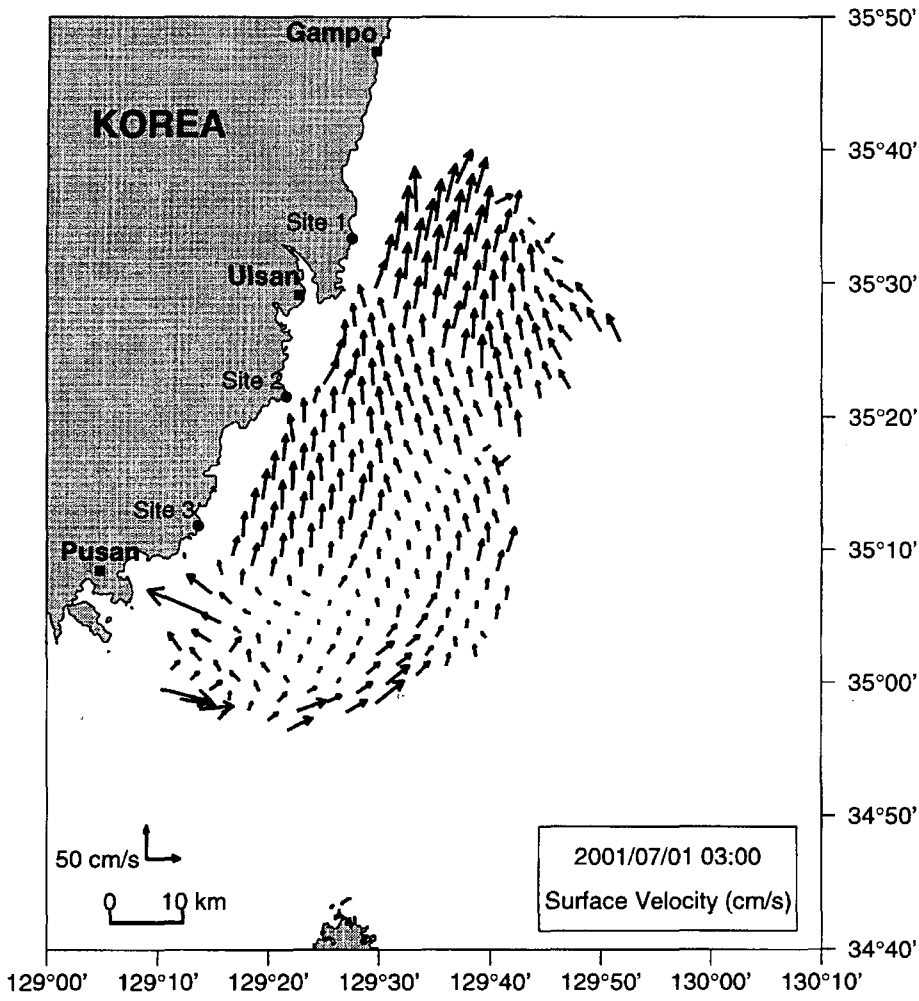 Gampo
KOREA
Site 1
Ulsan
Site 2
Site 3
Pusan
50 cm/s
0 10 km
2001/07/01 03:00
Surface Velocity (cm/s)
35°50'
35°40'
35°30'
35°20'
35°10'
35°00'
34°50'
34°40'
129°00' 129°10' 129°20' 129°30' 129°40' 129°50' 130°00' 130°10'